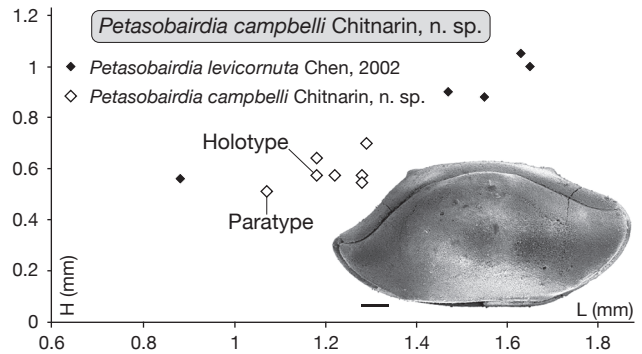 Petasobairdia campbelli Chitnarin, n. sp.
Petasobairdia levicornuta Chen, 2002
Petasobairdia campbelli Chitnarin, n. sp.
Holotype
Paratype
1.2
1
0.8
0.6
0.4
0.2
0
H (mm)
L (mm)
0.6 0.8 1 1.2 1.4 1.6 1.8